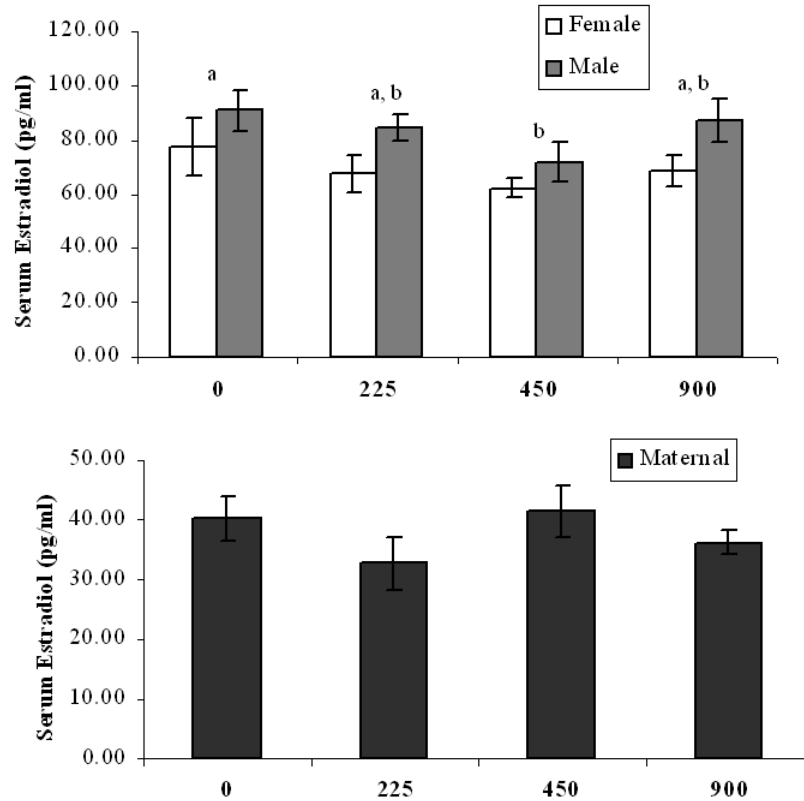 120.00
100.00
80.00
60.00
40.00
20.00
0.00
Serum Estradiol (pg/ml)
Female
Male
a
a, b
b
a, b
0 225 450 900
50.00
40.00
30.00
20.00
10.00
0.00
Serum Estradiol (pg/ml)
Maternal
0 225 450 900